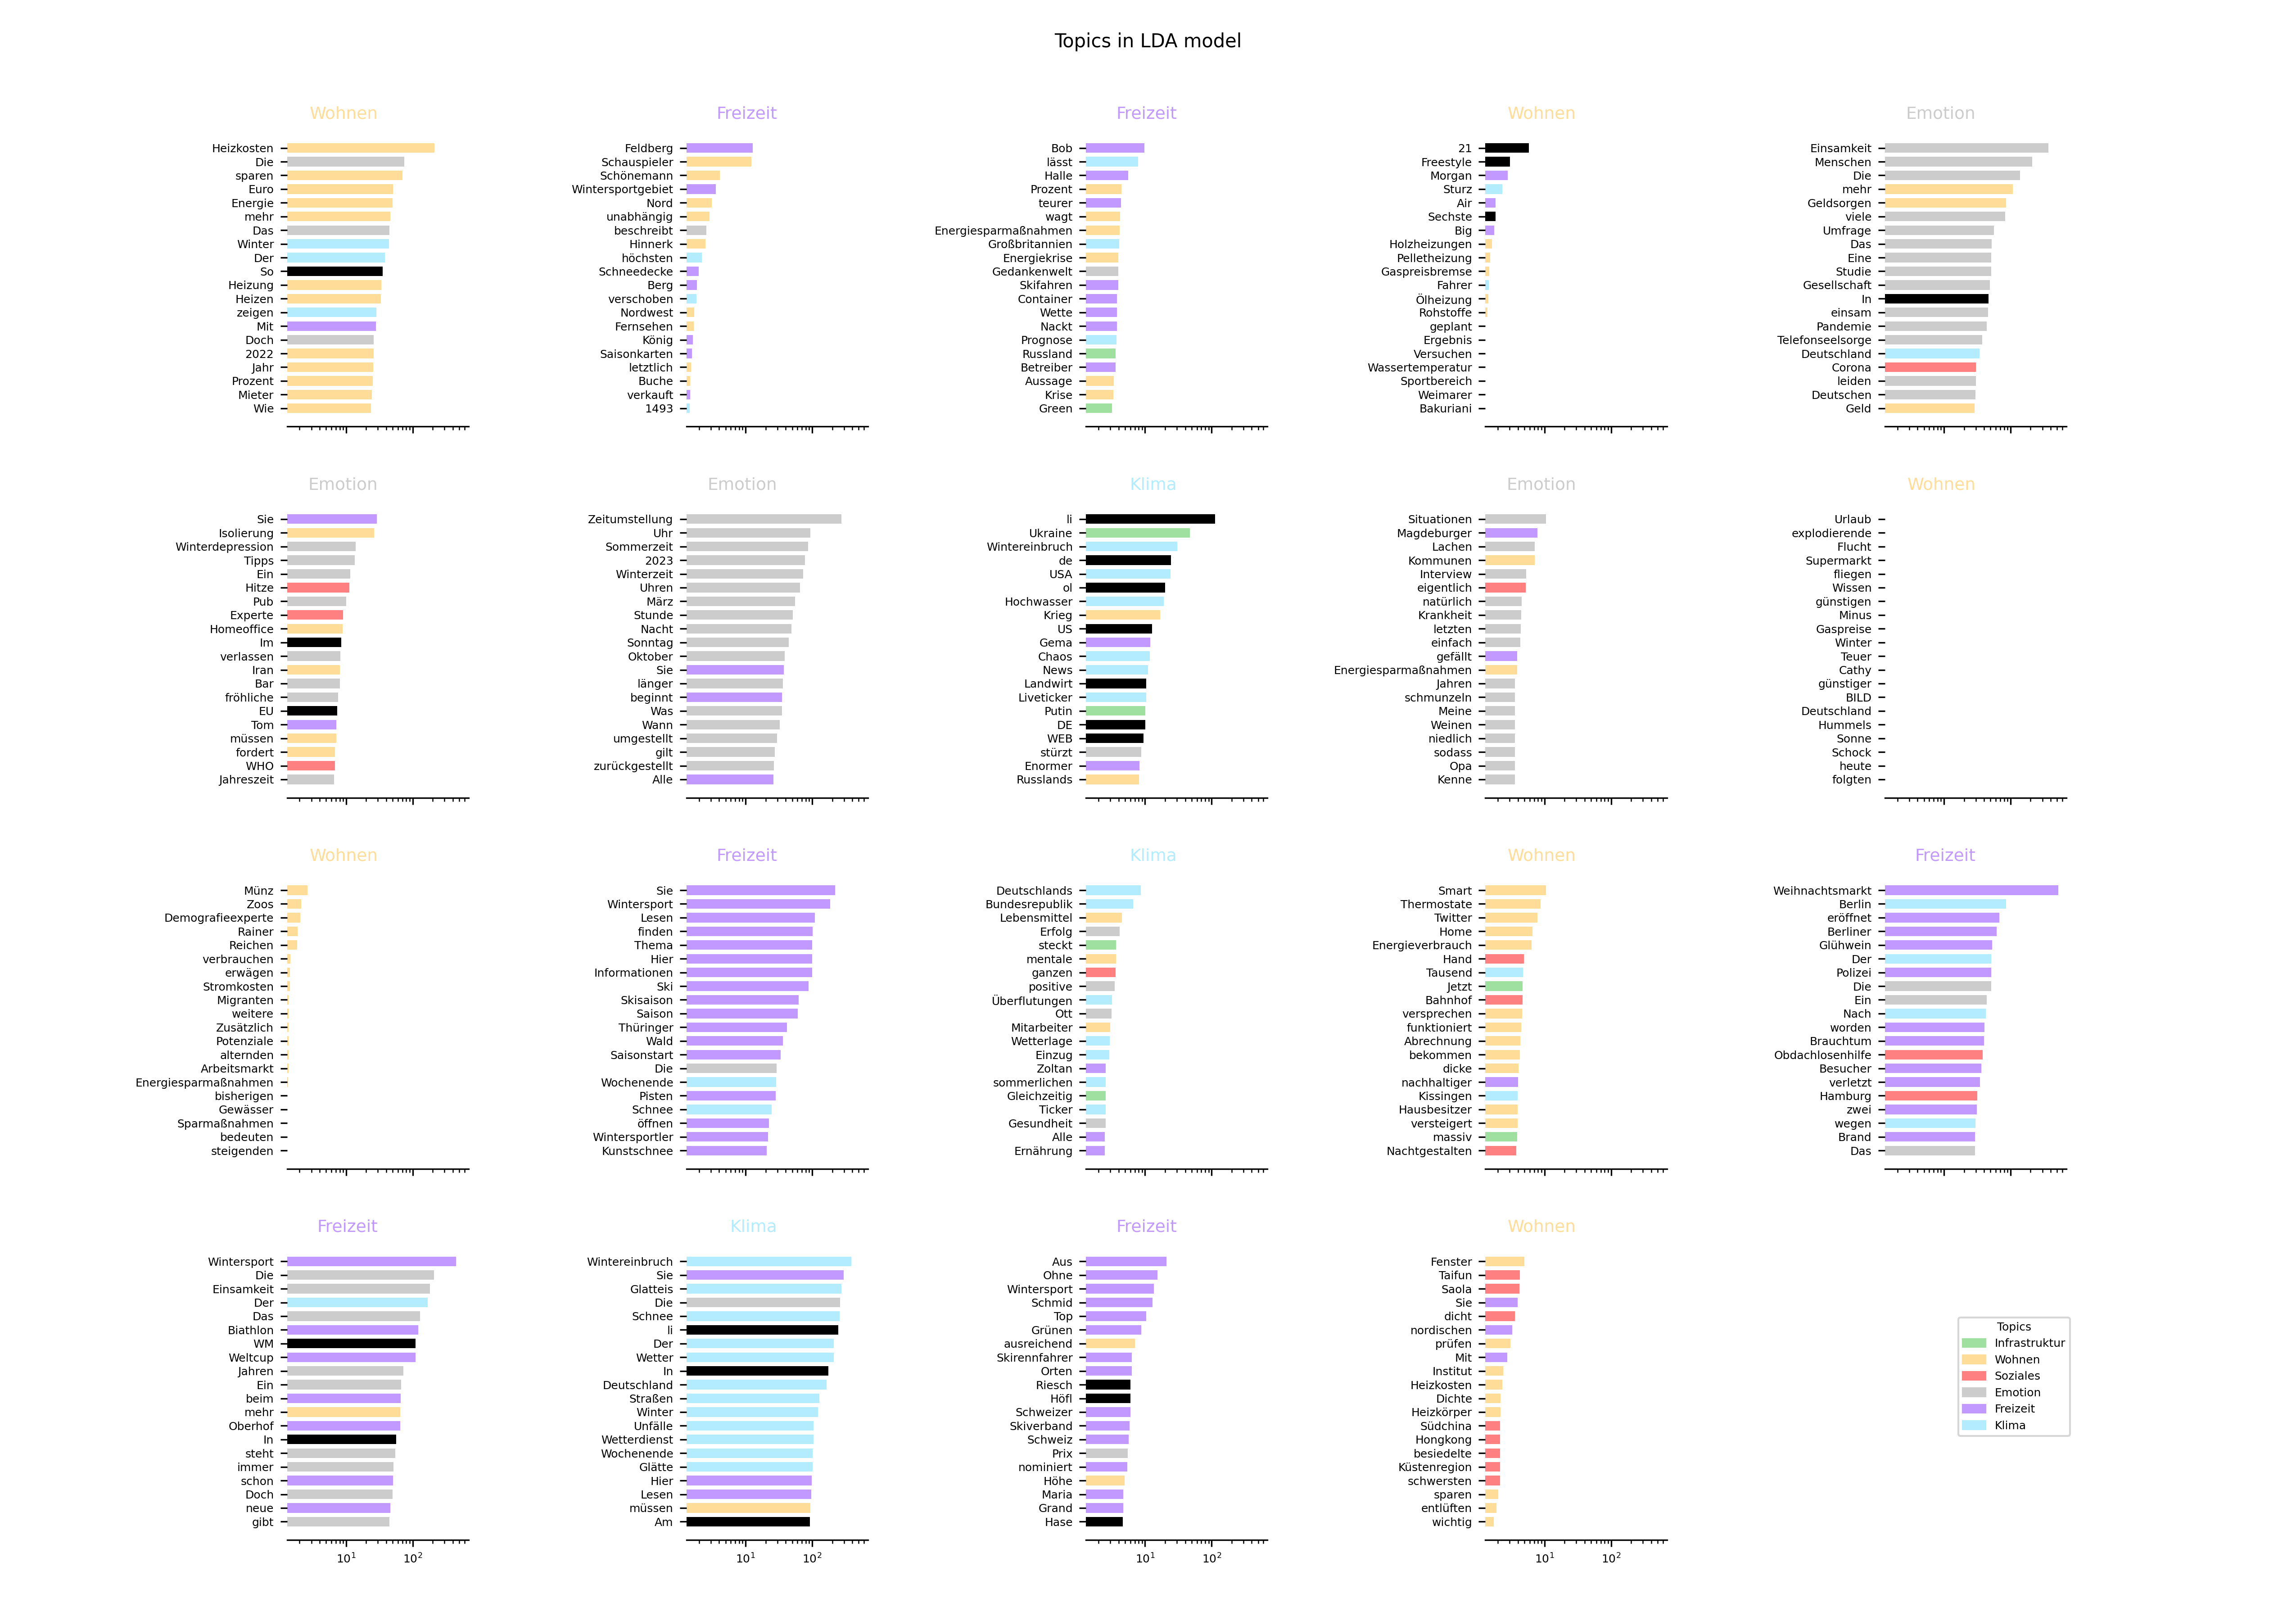 Topics in LDA model
Wohnen
Heizkosten
Die
sparen
Euro
Energie
mehr
Das
Winter
Der
So
Heizung
Heizen
zeigen
Mit
Doch
2022
Jahr
Prozent
Mieter
Wie
Freizeit
Feldberg
Schauspieler
Schönemann
Wintersportgebiet
Nord
unabhängig
beschreibt
Hinnerk
höchsten
Schneedecke
Berg
verschoben
Nordwest
Fernsehen
König
Saisonkarten
letztlich
Buche
verkauft
1493
Freizeit
Bob
lässt
Halle
Prozent
teurer
wagt
Energiesparmaßnahmen
Großbritannien
Energiekrise
Gedankenwelt
Skifahren
Container
Wette
Nackt
Prognose
Russland
Betreiber
Aussage
Krise
Green
Wohnen
21
Freestyle
Morgan
Sturz
Air
Sechste
Big
Holzheizungen
Pelletheizung
Gaspreisbremse
Fahrer
Ölheizung
Rohstoffe
geplant
Ergebnis
Versuchen
Wassertemperatur
Sportbereich
Weimarer
Bakuriani
Emotion
Einsamkeit
Menschen
Die
mehr
Geldsorgen
viele
Umfrage
Das
Eine
Studie
Gesellschaft
In
einsam
Pandemie
Telefonseelsorge
Deutschland
Corona
leiden
Deutschen
Geld
Emotion
Sie
Isolierung
Winterdepression
Tipps
Ein
Hitze
Pub
Experte
Homeoffice
Im
verlassen
Iran
Bar
fröhliche
EU
Tom
müssen
fordert
WHO
Jahreszeit
Emotion
Zeitumstellung
Uhr
Sommerzeit
2023
Winterzeit
Uhren
März
Stunde
Nacht
Sonntag
Oktober
Sie
länger
beginnt
Was
Wann
umgestellt
gilt
zurückgestellt
Alle
Klima
li
Ukraine
Wintereinbruch
de
USA
ol
Hochwasser
Krieg
US
Gema
Chaos
News
Landwirt
Liveticker
Putin
DE
WEB
stürzt
Enormer
Russlands
Emotion
Situationen
Magdeburger
Lachen
Kommunen
Interview
eigentlich
natürlich
Krankheit
letzten
einfach
gefällt
Energiesparmaßnahmen
Jahren
schmunzeln
Meine
Weinen
niedlich
sodass
Opa
Kenne
Wohnen
Urlaub
explodierende
Flucht
Supermarkt
fliegen
Wissen
günstigen
Minus
Gaspreise
Winter
Teuer
Cathy
günstiger
BILD
Deutschland
Hummels
Sonne
Schock
heute
folgten
Wohnen
Münz
Zoos
Demografieexperte
Rainer
Reichen
verbrauchen
erwägen
Stromkosten
Migranten
weitere
Zusätzlich
Potenziale
alternden
Arbeitsmarkt
Energiesparmaßnahmen
bisherigen
Gewässer
Sparmaßnahmen
bedeuten
steigenden
Freizeit
Sie
Wintersport
Lesen
finden
Thema
Hier
Informationen
Ski
Skisaison
Saison
Thüringer
Wald
Saisonstart
Die
Wochenende
Pisten
Schnee
öffnen
Wintersportler
Kunstschnee
Klima
Deutschlands
Bundesrepublik
Lebensmittel
Erfolg
steckt
mentale
ganzen
positive
Überflutungen
Ott
Mitarbeiter
Wetterlage
Einzug
Zoltan
sommerlichen
Gleichzeitig
Ticker
Gesundheit
Alle
Ernährung
Wohnen
Smart
Thermostate
Twitter
Home
Energieverbrauch
Hand
Tausend
Jetzt
Bahnhof
versprechen
funktioniert
Abrechnung
bekommen
dicke
nachhaltiger
Kissingen
Hausbesitzer
versteigert
massiv
Nachtgestalten
Freizeit
Weihnachtsmarkt
Berlin
eröffnet
Berliner
Glühwein
Der
Polizei
Die
Ein
Nach
worden
Brauchtum
Obdachlosenhilfe
Besucher
verletzt
Hamburg
zwei
wegen
Brand
Das
Freizeit
Wintersport
Die
Einsamkeit
Der
Das
Biathlon
WM
Weltcup
Jahren
Ein
beim
mehr
Oberhof
In
steht
immer
schon
Doch
neue
gibt
10¹ 10²
Klima
Wintereinbruch
Sie
Glatteis
Die
Schnee
li
Der
Wetter
In
Deutschland
Straßen
Winter
Unfälle
Wetterdienst
Wochenende
Glätte
Hier
Lesen
müssen
Am
10¹ 10²
Freizeit
Aus
Ohne
Wintersport
Schmid
Top
Grünen
ausreichend
Skirennfahrer
Orten
Riesch
Höfl
Schweizer
Skiverband
Schweiz
Prix
nominiert
Höhe
Maria
Grand
Hase
10¹ 10²
Wohnen
Fenster
Taifun
Saola
Sie
dicht
nordischen
prüfen
Mit
Institut
Heizkosten
Dichte
Heizkörper
Südchina
Hongkong
besiedelte
Küstenregion
schwersten
sparen
entlüften
wichtig
10¹ 10²
Topics
Infrastruktur
Wohnen
Soziales
Emotion
Freizeit
Klima